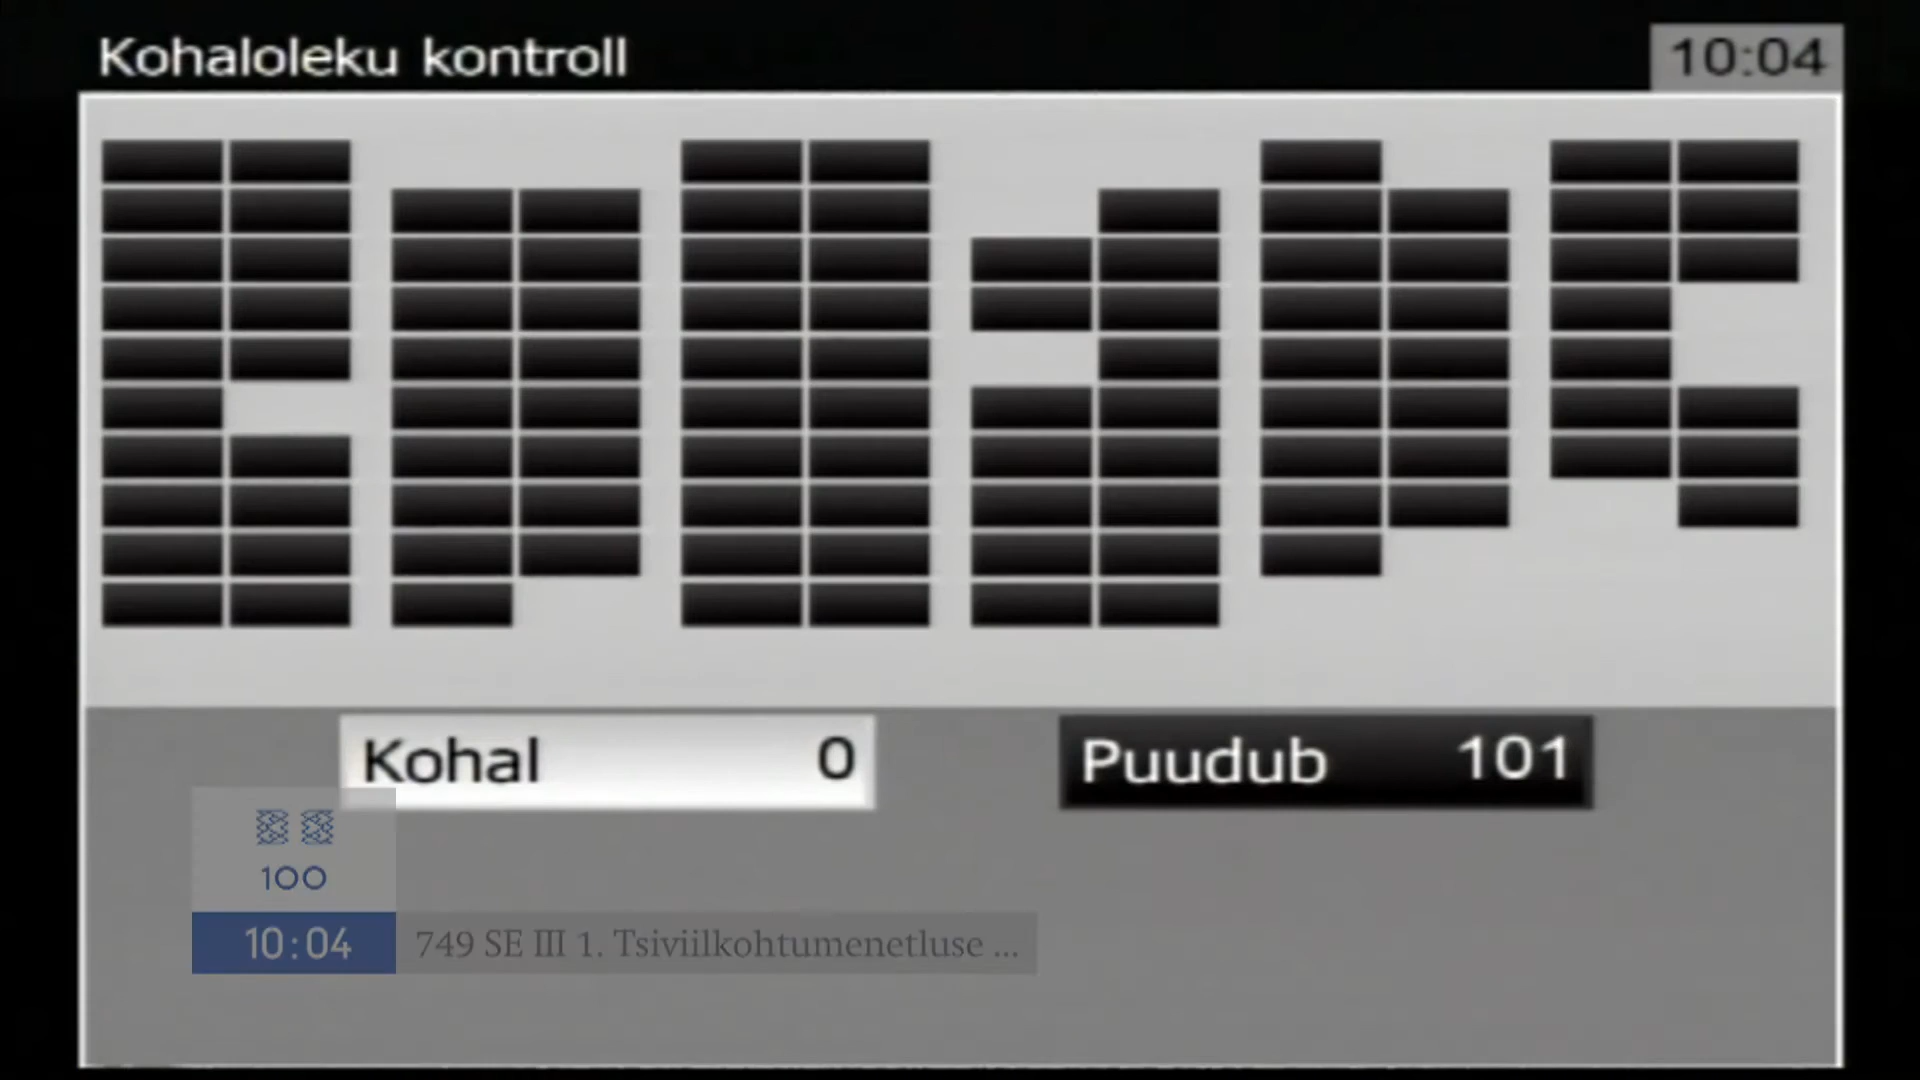 Kohaloleku kontroll
10:04
Kohal 0
Puudub 101
100
10:04
749 SE III 1. Tsiviilkohtumenetluse ...